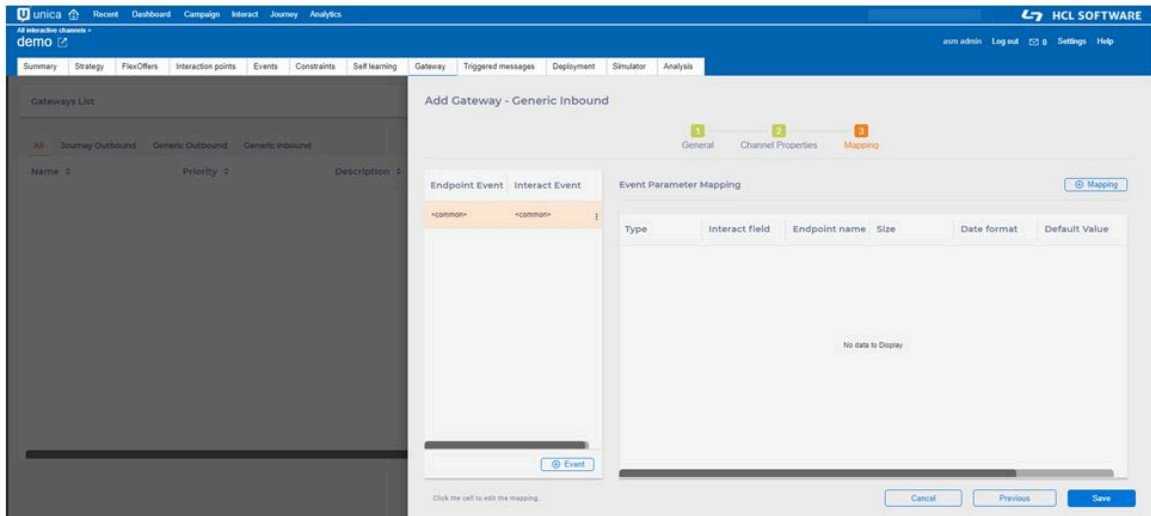 unica Recent Dashboard Campaign Interact Journey Analytics HCL SOFTWARE
All interactive channels >
demo asm admin Log out 0 Settings Help
Summary Strategy FlexOffers Interaction points Events Constraints Self learning Gateway Triggered messages Deployment Simulator Analysis
Gateways List
All Journey Outbound Generic Outbound Generic Inbound
Name Priority Description
Add Gateway - Generic Inbound
1 2 3
General Channel Properties Mapping
Endpoint Event Interact Event
<common> <common>
Event
Event Parameter Mapping Mapping
Type Interact field Endpoint name Size Date format Default Value
No data to Display
Click the cell to edit the mapping...
Cancel Previous Save